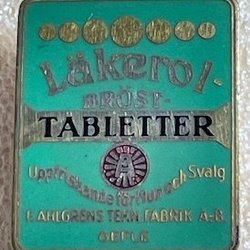 Läkerol
BRÖST-
TABLETTER
Uppfriskande för Hals och Svalg
F. AHLGRENS TEKN. FABRIK A-B.
GEFLE